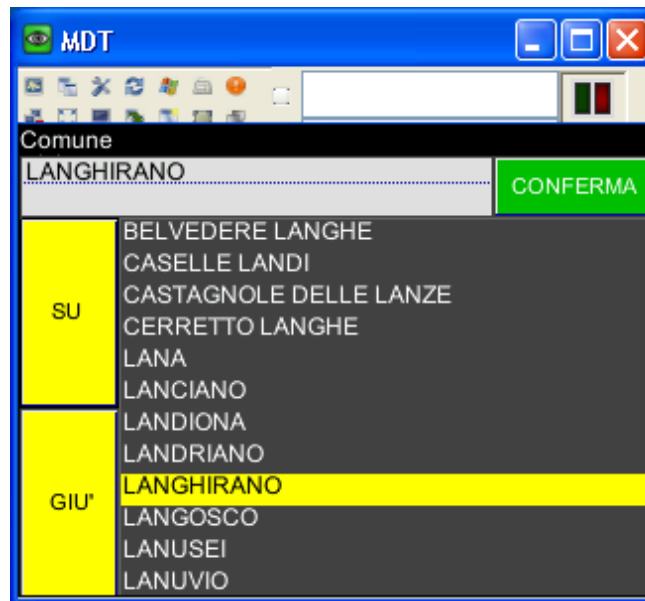 MDT
Comune
LANGHIRANO
CONFERMA
SU
GIU'
BELVEDERE LANGHE
CASELLE LANDI
CASTAGNOLE DELLE LANZE
CERRETTO LANGHE
LANA
LANCIANO
LANDIONA
LANDRIANO
LANGHIRANO
LANGOSCO
LANUSEI
LANUVIO